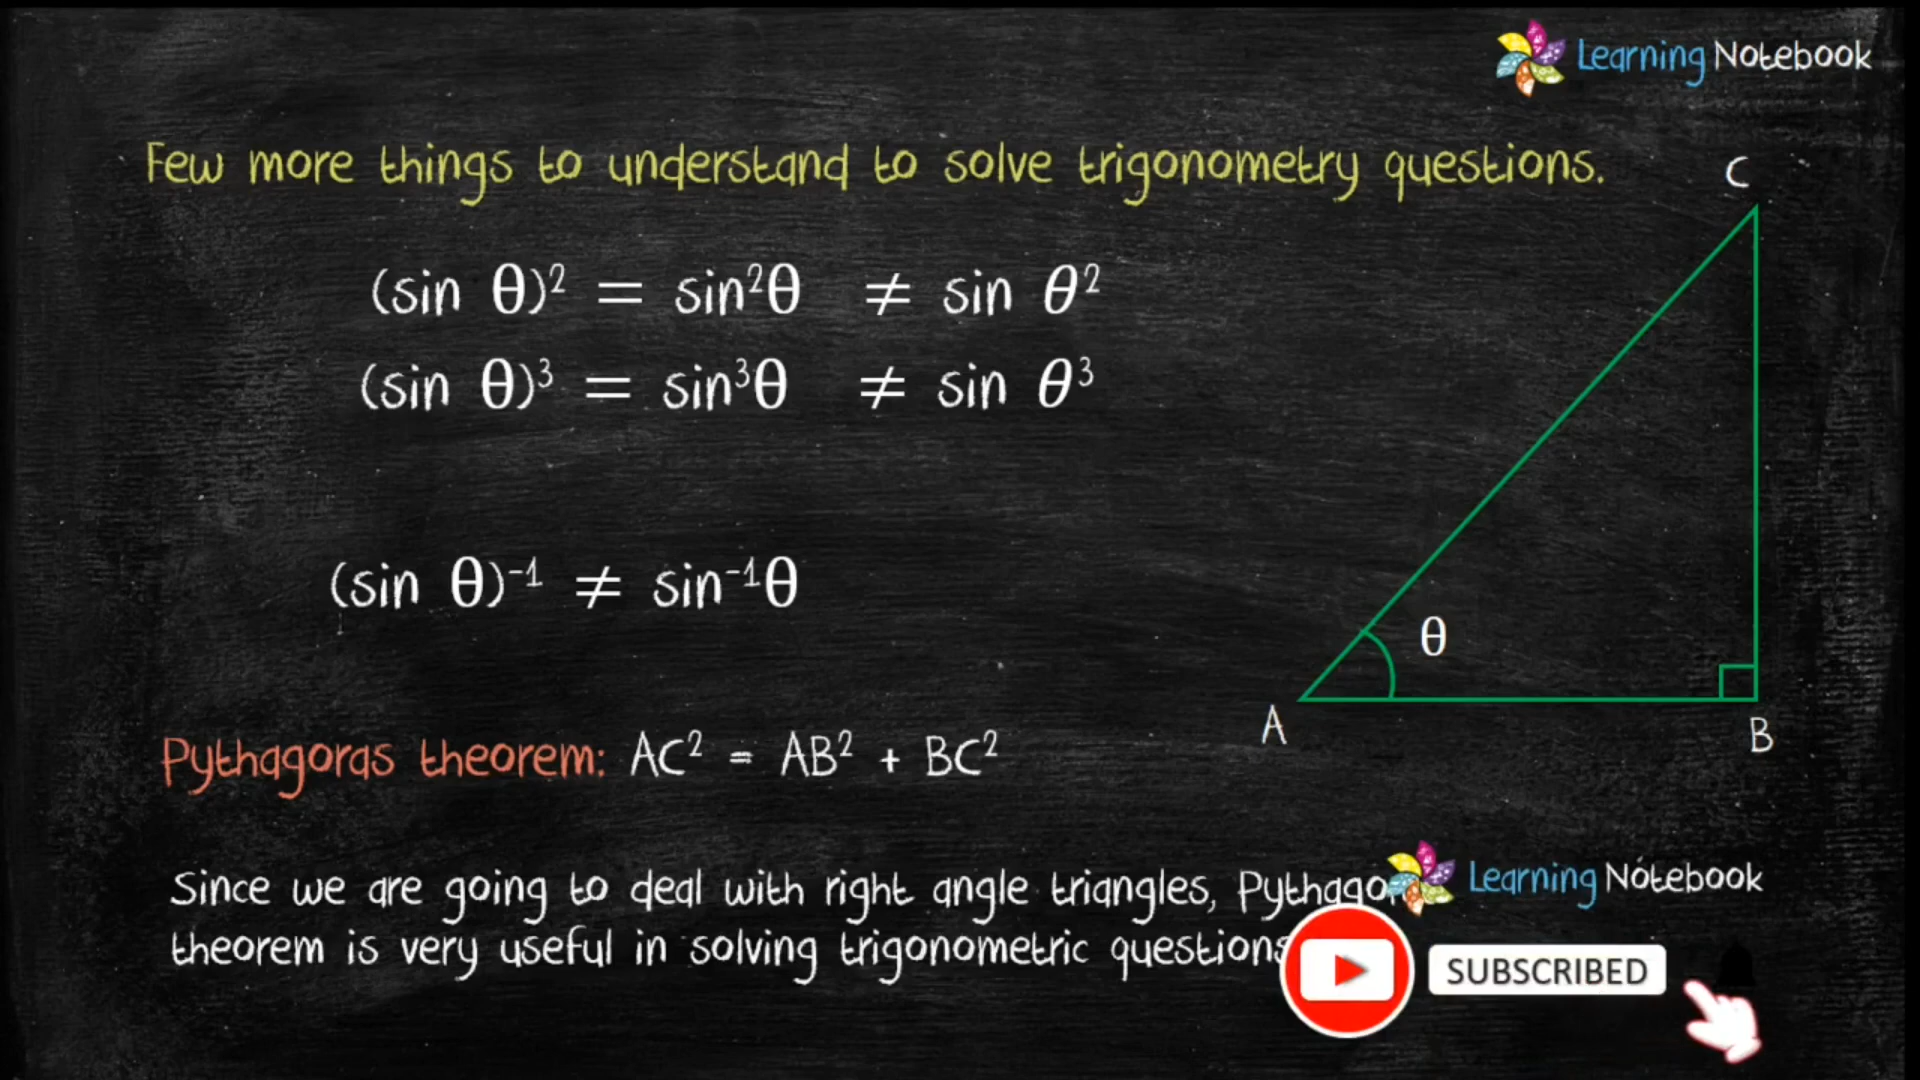 Learning Notebook
Few more things to understand to solve trigonometry questions.
C
(sin θ)² = sin²θ ≠ sin θ²
(sin θ)³ = sin³θ ≠ sin θ³
(sin θ)⁻¹ ≠ sin⁻¹θ
θ
A
B
Pythagoras theorem: AC² = AB² + BC²
Since we are going to deal with right angle triangles,
theorem is very useful in solving trigonometric questions
Learning Notebook
SUBSCRIBED